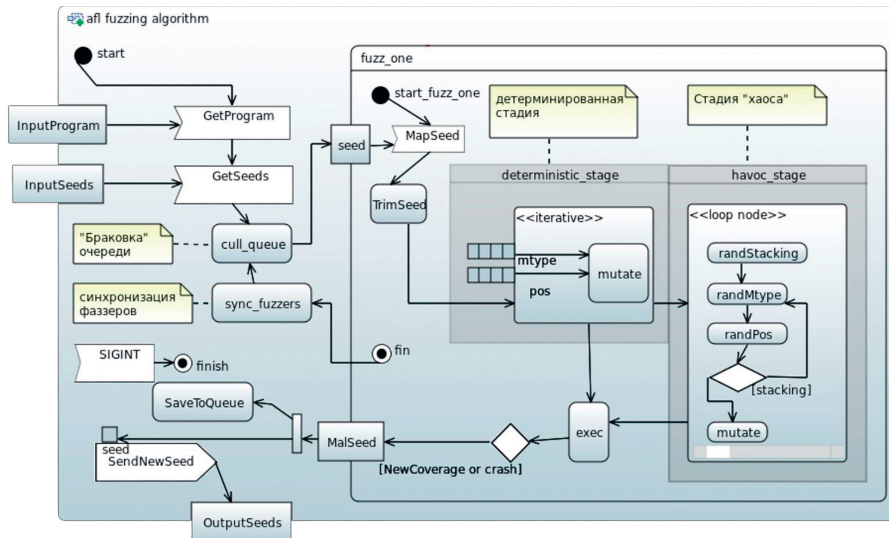 afl fuzzing algorithm
start
fuzz_one
start_fuzz_one
детерминированная
стадия
Стадия "хаоса"
InputProgram
GetProgram
MapSeed
seed
InputSeeds
GetSeeds
deterministic_stage
havoc_stage
TrimSeed
<<iterative>>
<<loop node>>
"Браковка"
очереди
cull_queue
randStacking
mtype
mutate
pos
синхронизация
фаззеров
sync_fuzzers
randMtype
randPos
SIGINT
finish
fin
[stacking]
SaveToQueue
exec
mutate
MalSeed
seed
SendNewSeed
[NewCoverage or crash]
OutputSeeds